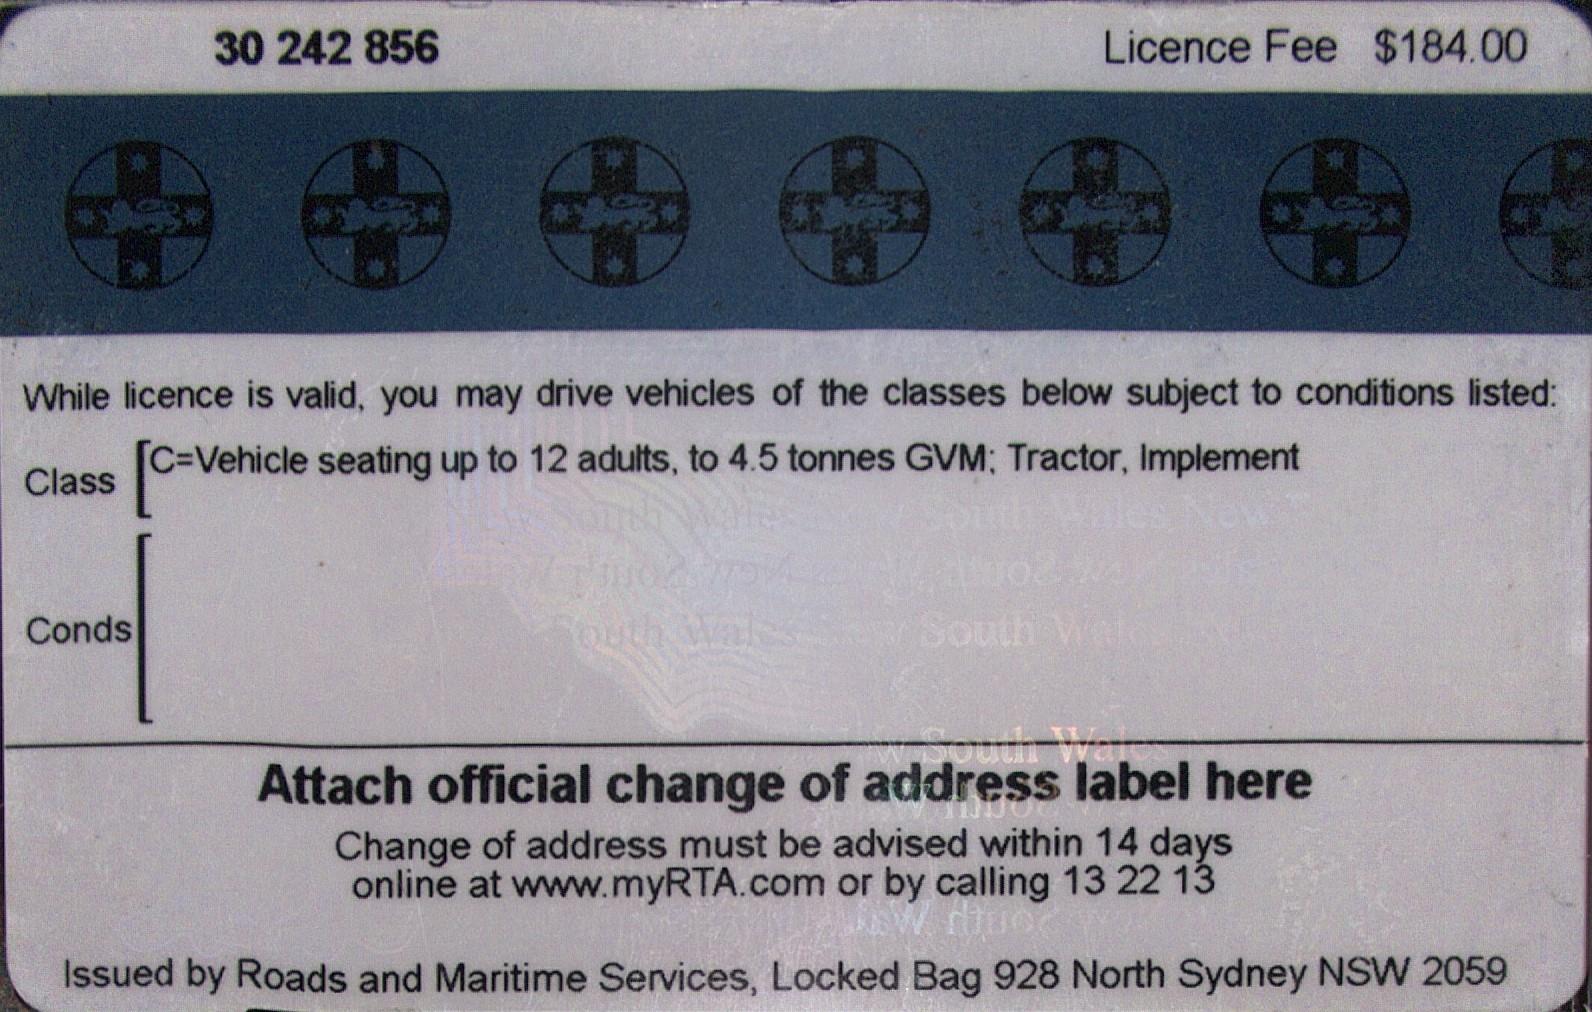 30 242 856 Licence Fee $184.00
While licence is valid, you may drive vehicles of the classes below subject to conditions listed:
Class [C=Vehicle seating up to 12 adults, to 4.5 tonnes GVM; Tractor, Implement
New South Wales New South Wales New
New South Wales
South Wales New South Wales
Conds
New South Wales
Attach official change of address label here
South W
Change of address must be advised within 14 days
online at www.myRTA.com or by calling 13 22 13
New South Wal
Issued by Roads and Maritime Services, Locked Bag 928 North Sydney NSW 2059